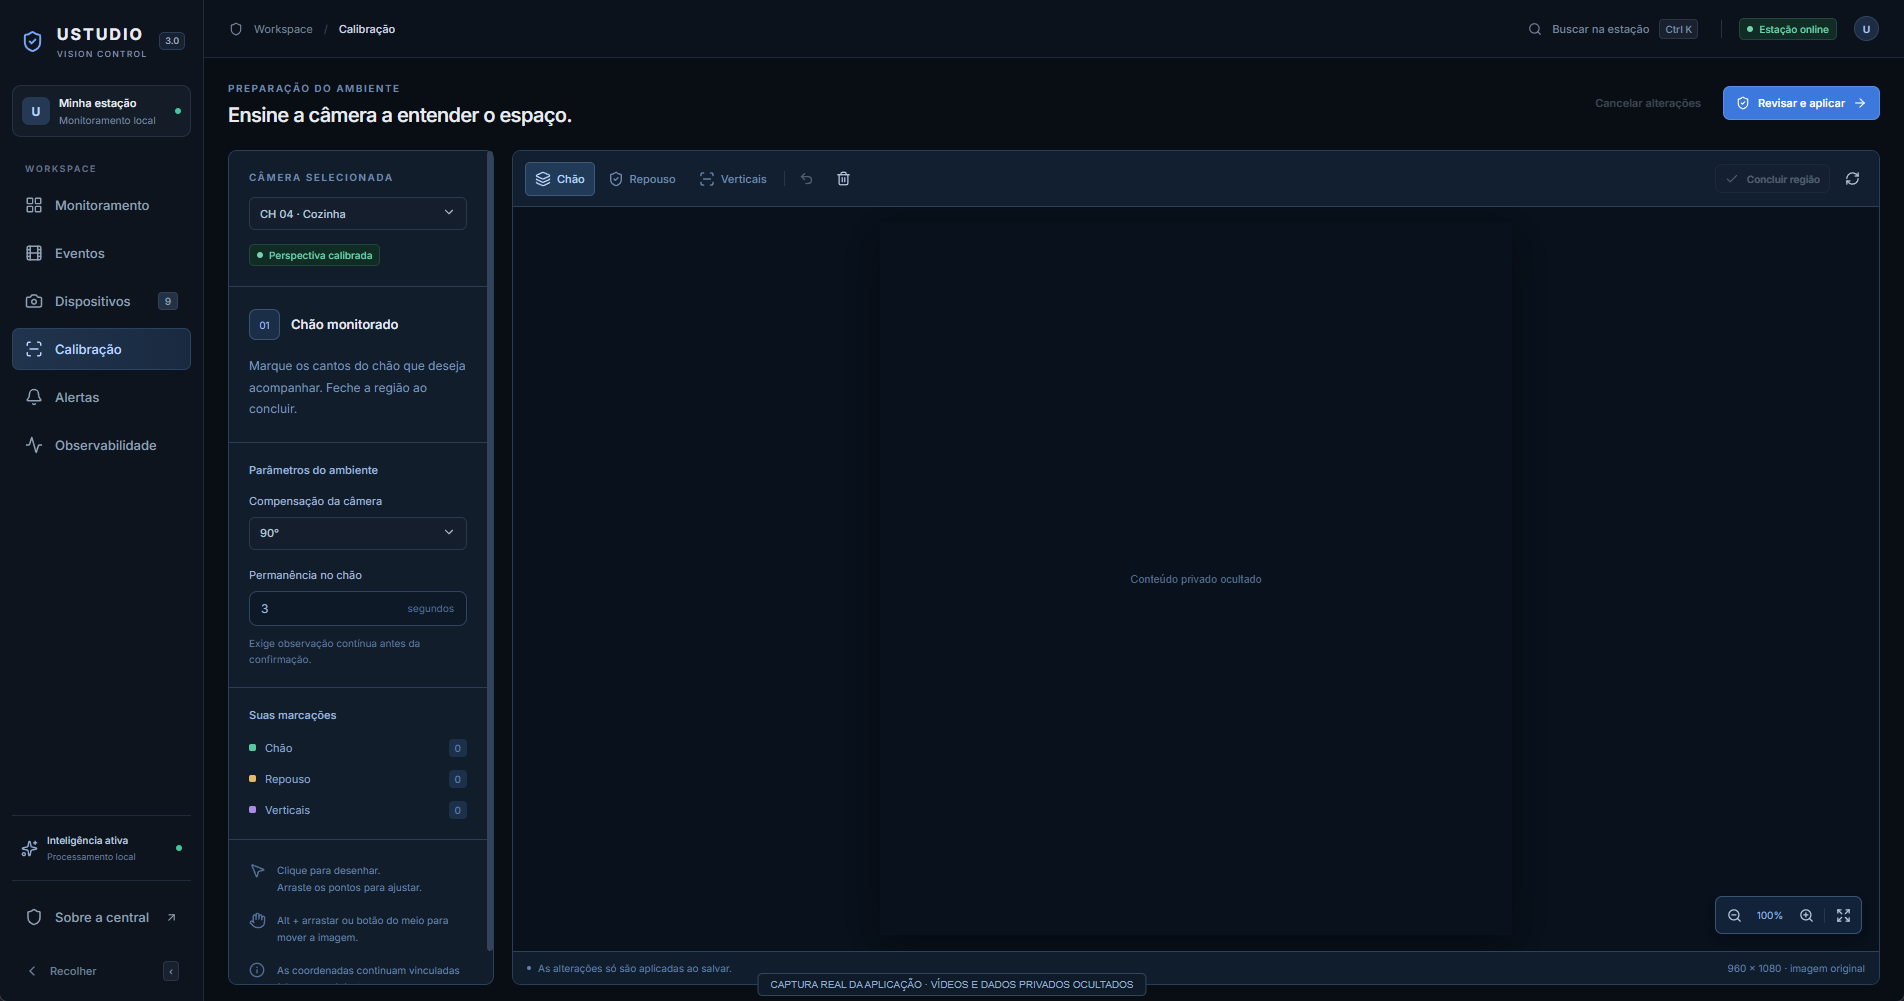 USTUDIO
VISION CONTROL
3.0
U
Minha estação
Monitoramento local
WORKSPACE
Monitoramento
Eventos
Dispositivos
9
Calibração
Alertas
Observabilidade
Inteligência ativa
Processamento local
Sobre a central
Recolher
Workspace / Calibração
Buscar na estação
Ctrl K
Estação online
U
PREPARAÇÃO DO AMBIENTE
Ensine a câmera a entender o espaço.
Cancelar alterações
Revisar e aplicar
CÂMERA SELECIONADA
CH 04 · Cozinha
Perspectiva calibrada
01
Chão monitorado
Marque os cantos do chão que deseja
acompanhar. Feche a região ao
concluir.
Parâmetros do ambiente
Compensação da câmera
90°
Permanência no chão
3
segundos
Exige observação contínua antes da
confirmação.
Suas marcações
Chão
0
Repouso
0
Verticais
0
Clique para desenhar.
Arraste os pontos para ajustar.
Alt + arrastar ou botão do meio para
mover a imagem.
As coordenadas continuam vinculadas
Chão
Repouso
Verticais
Concluir região
Conteúdo privado ocultado
100%
As alterações só são aplicadas ao salvar.
960 × 1080 · imagem original
CAPTURA REAL DA APLICAÇÃO · VÍDEOS E DADOS PRIVADOS OCULTADOS